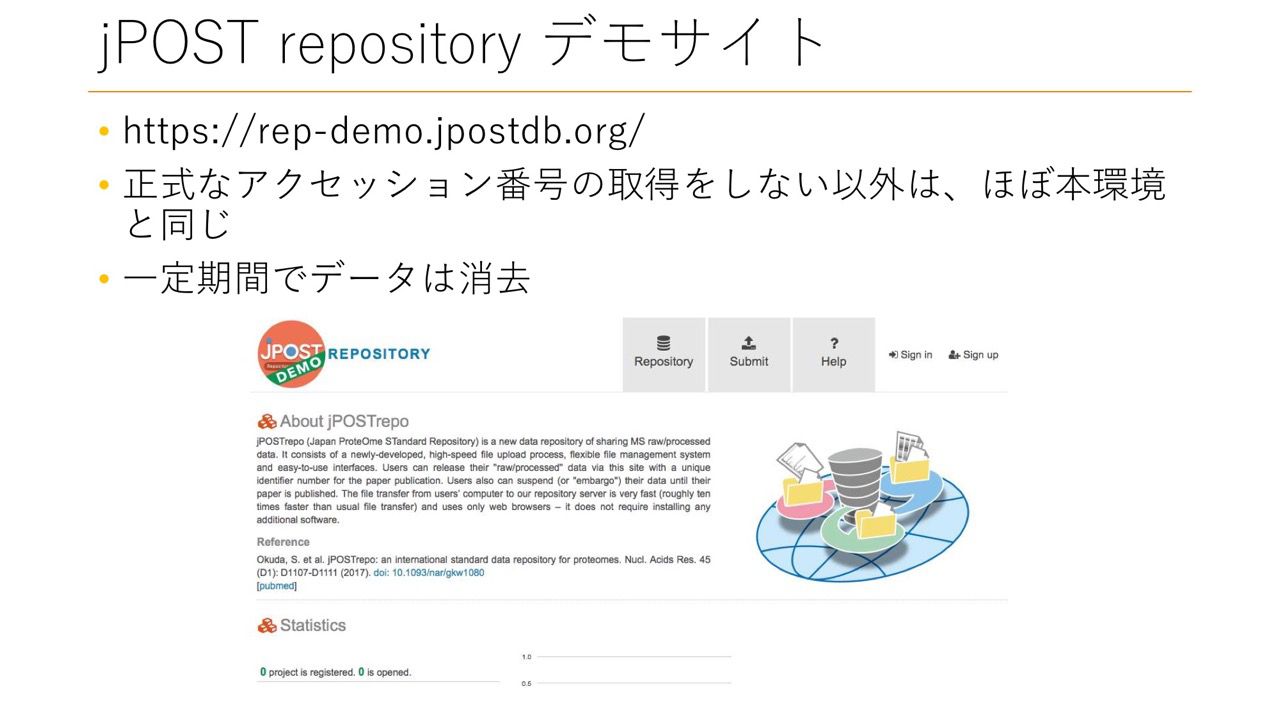 jPOST repository デモサイト
• https://rep-demo.jpostdb.org/
• 正式なアクセッション番号の取得をしない以外は、ほぼ本環境
と同じ
• 一定期間でデータは消去
jPOST
Repository
DEMO
REPOSITORY
Repository
Submit
? Help
Sign in
Sign up
About jPOSTrepo
jPOSTrepo (Japan ProteOme STandard Repository) is a new data repository of sharing MS raw/processed
data. It consists of a newly-developed, high-speed file upload process, flexible file management system
and easy-to-use interfaces. Users can release their "raw/processed" data via this site with a unique
identifier number for the paper publication. Users also can suspend (or "embargo") their data until their
paper is published. The file transfer from users' computer to our repository server is very fast (roughly ten
times faster than usual file transfer) and uses only web browsers – it does not require installing any
additional software.
Reference
Okuda, S. et al. jPOSTrepo: an international standard data repository for proteomes. Nucl. Acids Res. 45
(D1): D1107-D1111 (2017). doi: 10.1093/nar/gkw1080
[pubmed]
Statistics
0 project is registered. 0 is opened.
1.0
0.5